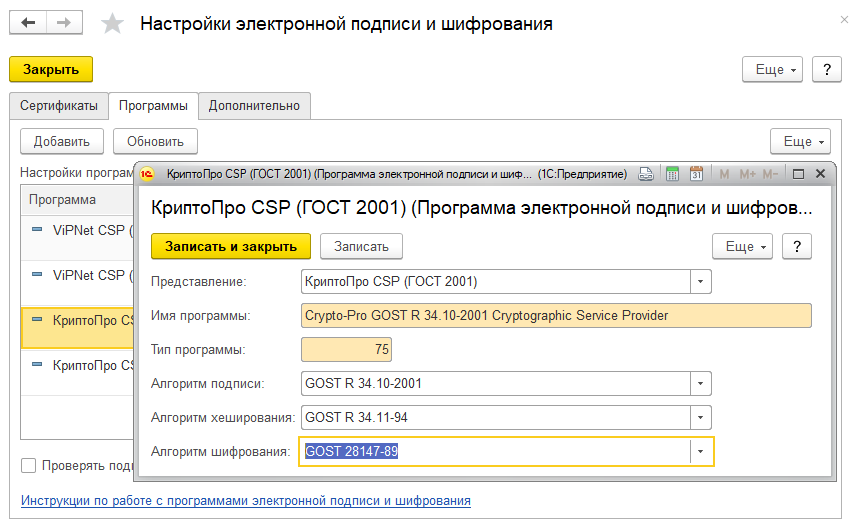 Настройки электронной подписи и шифрования
Закрыть
Еще
?
Сертификаты Программы Дополнительно
Добавить Обновить Еще
Настройки програм
Программа
ViPNet CSP (
ViPNet CSP (
КриптоПро CS
КриптоПро CS
1С КриптоПро CSP (ГОСТ 2001) (Программа электронной подписи и шиф... (1С:Предприятие) 31 M M+ M-
КриптоПро CSP (ГОСТ 2001) (Программа электронной подписи и шифров...
Записать и закрыть Записать Еще ?
Представление: КриптоПро CSP (ГОСТ 2001)
Имя программы: Crypto-Pro GOST R 34.10-2001 Cryptographic Service Provider
Тип программы: 75
Алгоритм подписи: GOST R 34.10-2001
Алгоритм хеширования: GOST R 34.11-94
Алгоритм шифрования: GOST 28147-89
Проверять под
Инструкции по работе с программами электронной подписи и шифрования